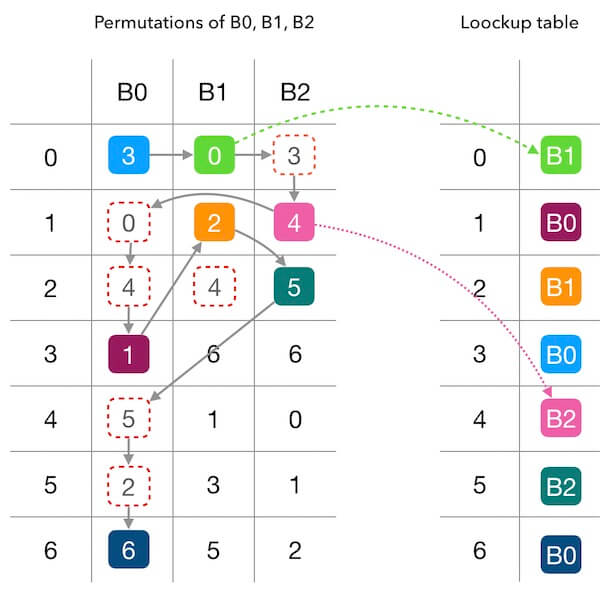 Permutations of B0, B1, B2 Loockup table
B0 B1 B2
0 3 0 3 0 B1
1 0 2 4 1 B0
2 4 4 5 2 B1
3 1 6 6 3 B0
4 5 1 0 4 B2
5 2 3 1 5 B2
6 6 5 2 6 B0